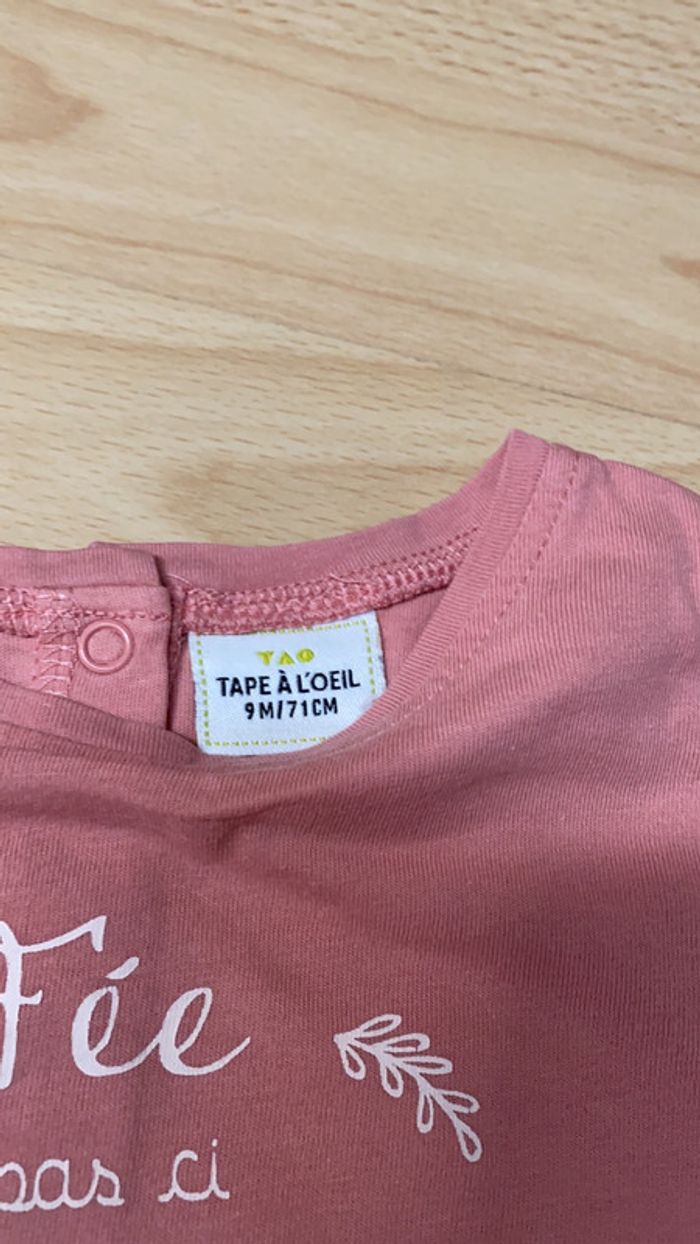 TAO
TAPE À L'OEIL
9M/71CM
Fée
pas ci